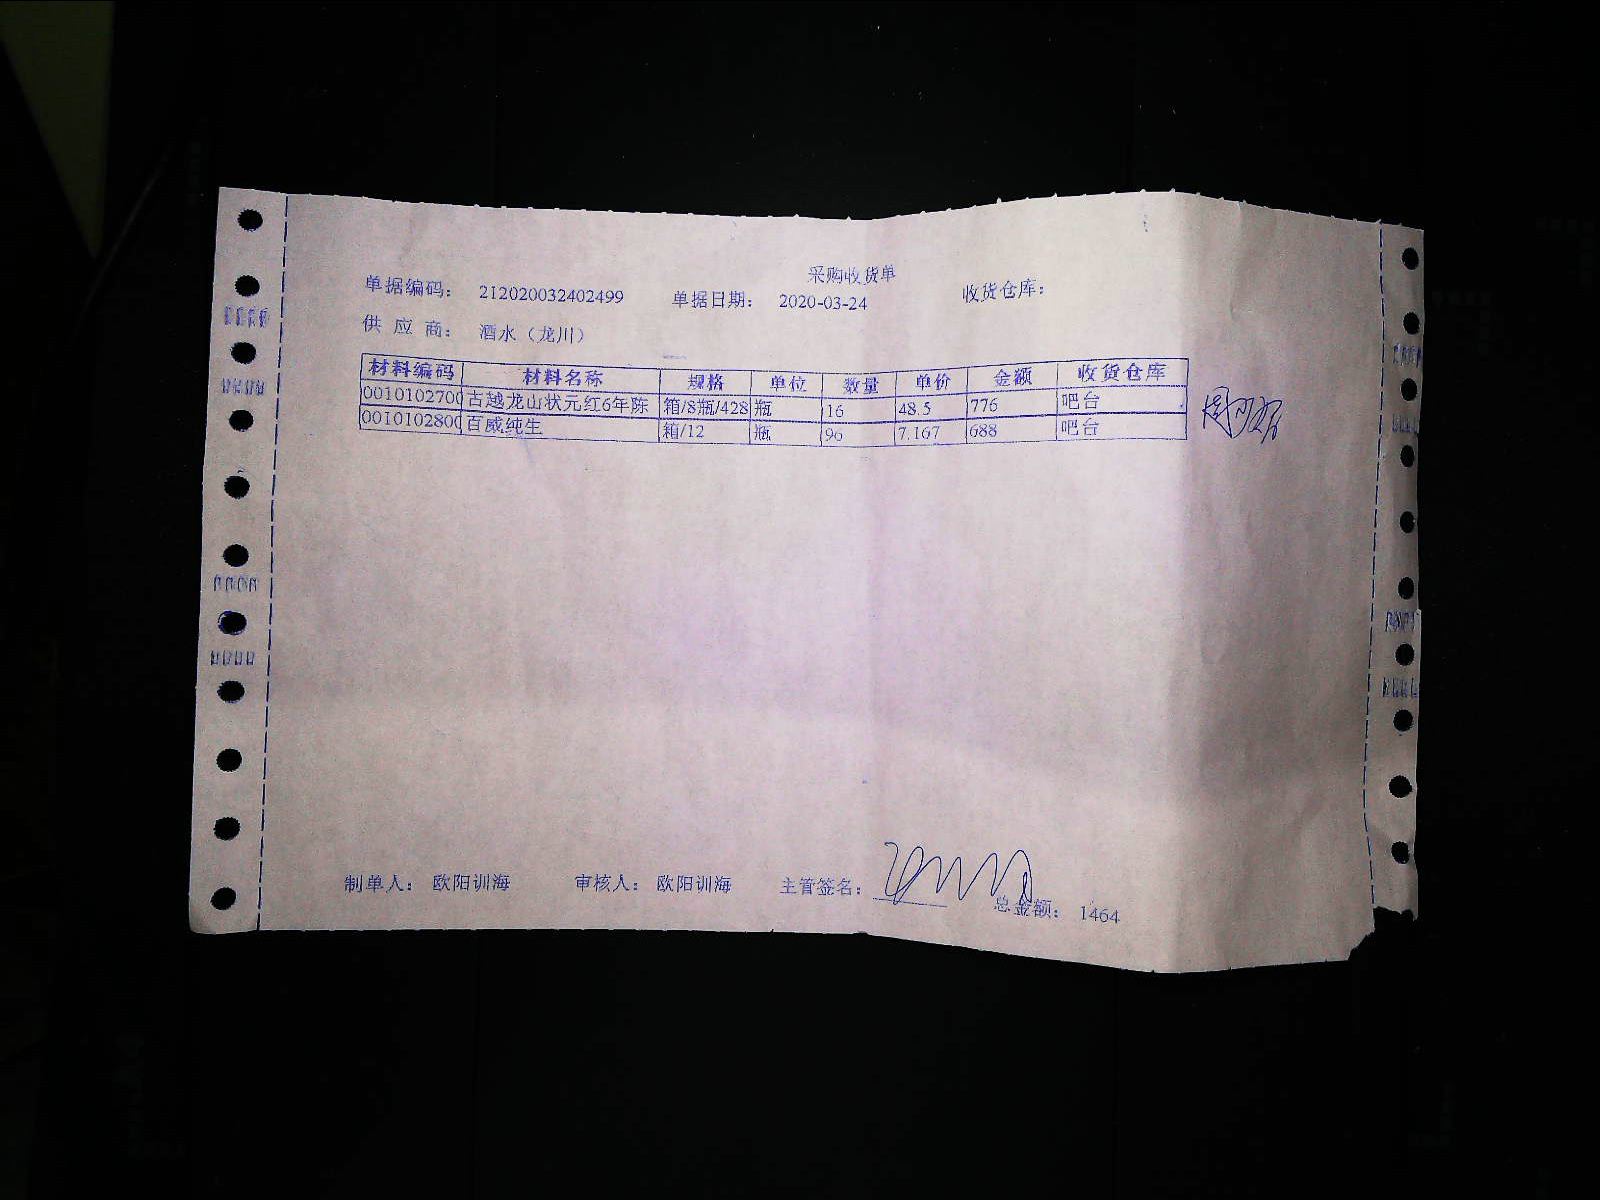 采购收货单
单据编码： 212020032402499 单据日期： 2020-03-24 收货仓库：
供 应 商： 酒水（龙川）
材料编码 材料名称 规格 单位 数量 单价 金额 收货仓库
0010102700 古越龙山状元红6年陈 箱/8瓶/428 瓶 16 48.5 776 吧台
0010102800 百威纯生 箱/12 瓶 96 7.167 688 吧台
制单人： 欧阳训海 审核人： 欧阳训海 主管签名：
总金额： 1464